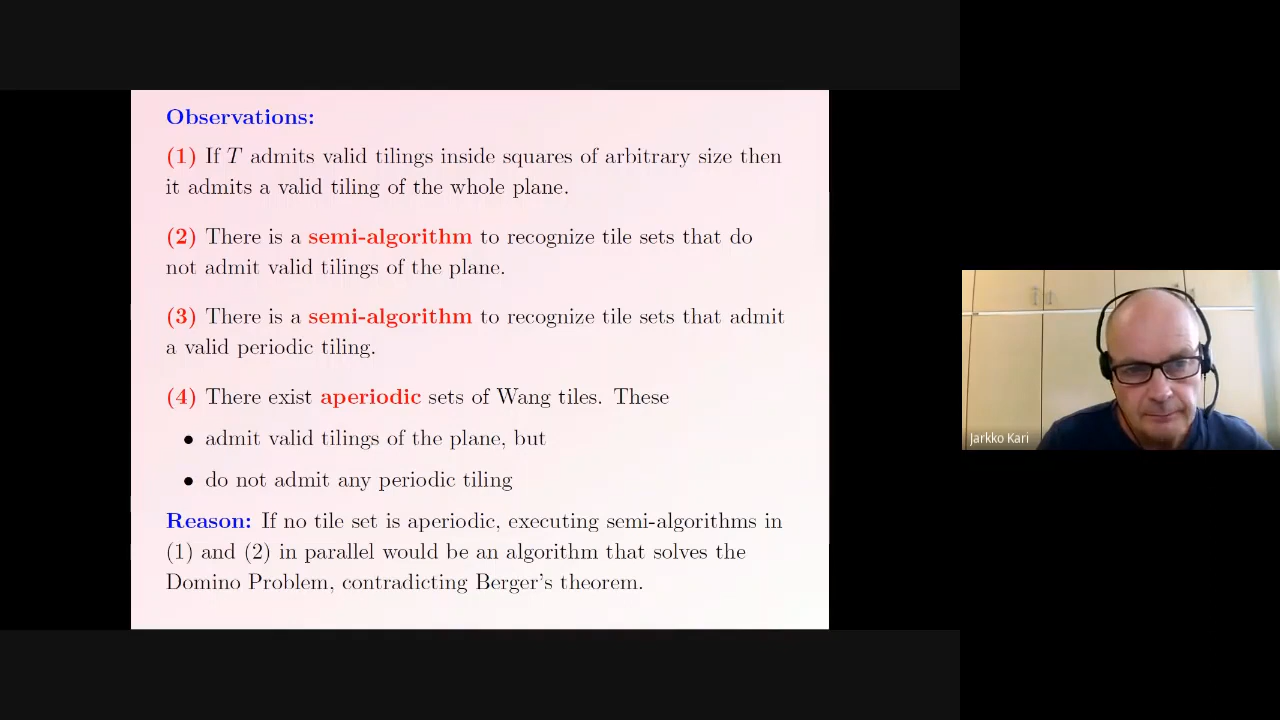 Observations:
(1) If T admits valid tilings inside squares of arbitrary size then
it admits a valid tiling of the whole plane.
(2) There is a semi-algorithm to recognize tile sets that do
not admit valid tilings of the plane.
(3) There is a semi-algorithm to recognize tile sets that admit
a valid periodic tiling.
(4) There exist aperiodic sets of Wang tiles. These
• admit valid tilings of the plane, but
• do not admit any periodic tiling
Reason: If no tile set is aperiodic, executing semi-algorithms in
(1) and (2) in parallel would be an algorithm that solves the
Domino Problem, contradicting Berger's theorem.
Jarkko Kari